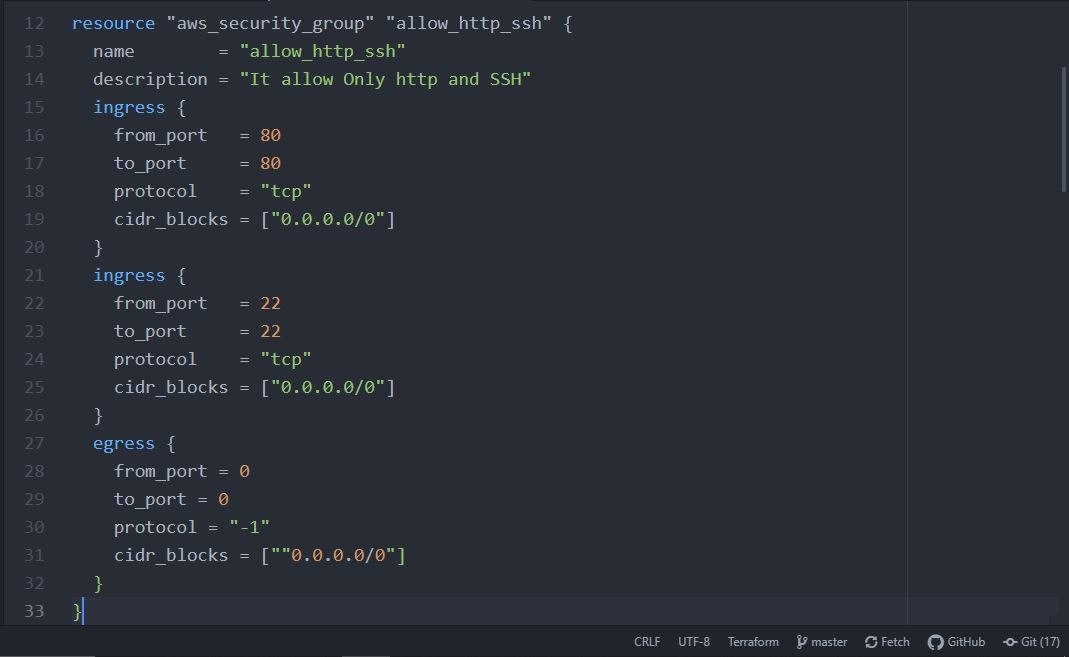 12 resource "aws_security_group" "allow_http_ssh" {
13   name        = "allow_http_ssh"
14   description = "It allow Only http and SSH"
15   ingress {
16     from_port   = 80
17     to_port     = 80
18     protocol    = "tcp"
19     cidr_blocks = ["0.0.0.0/0"]
20   }
21   ingress {
22     from_port   = 22
23     to_port     = 22
24     protocol    = "tcp"
25     cidr_blocks = ["0.0.0.0/0"]
26   }
27   egress {
28     from_port = 0
29     to_port = 0
30     protocol = "-1"
31     cidr_blocks = [""0.0.0.0/0"]
32   }
33 }
CRLF UTF-8 Terraform master Fetch GitHub Git (17)